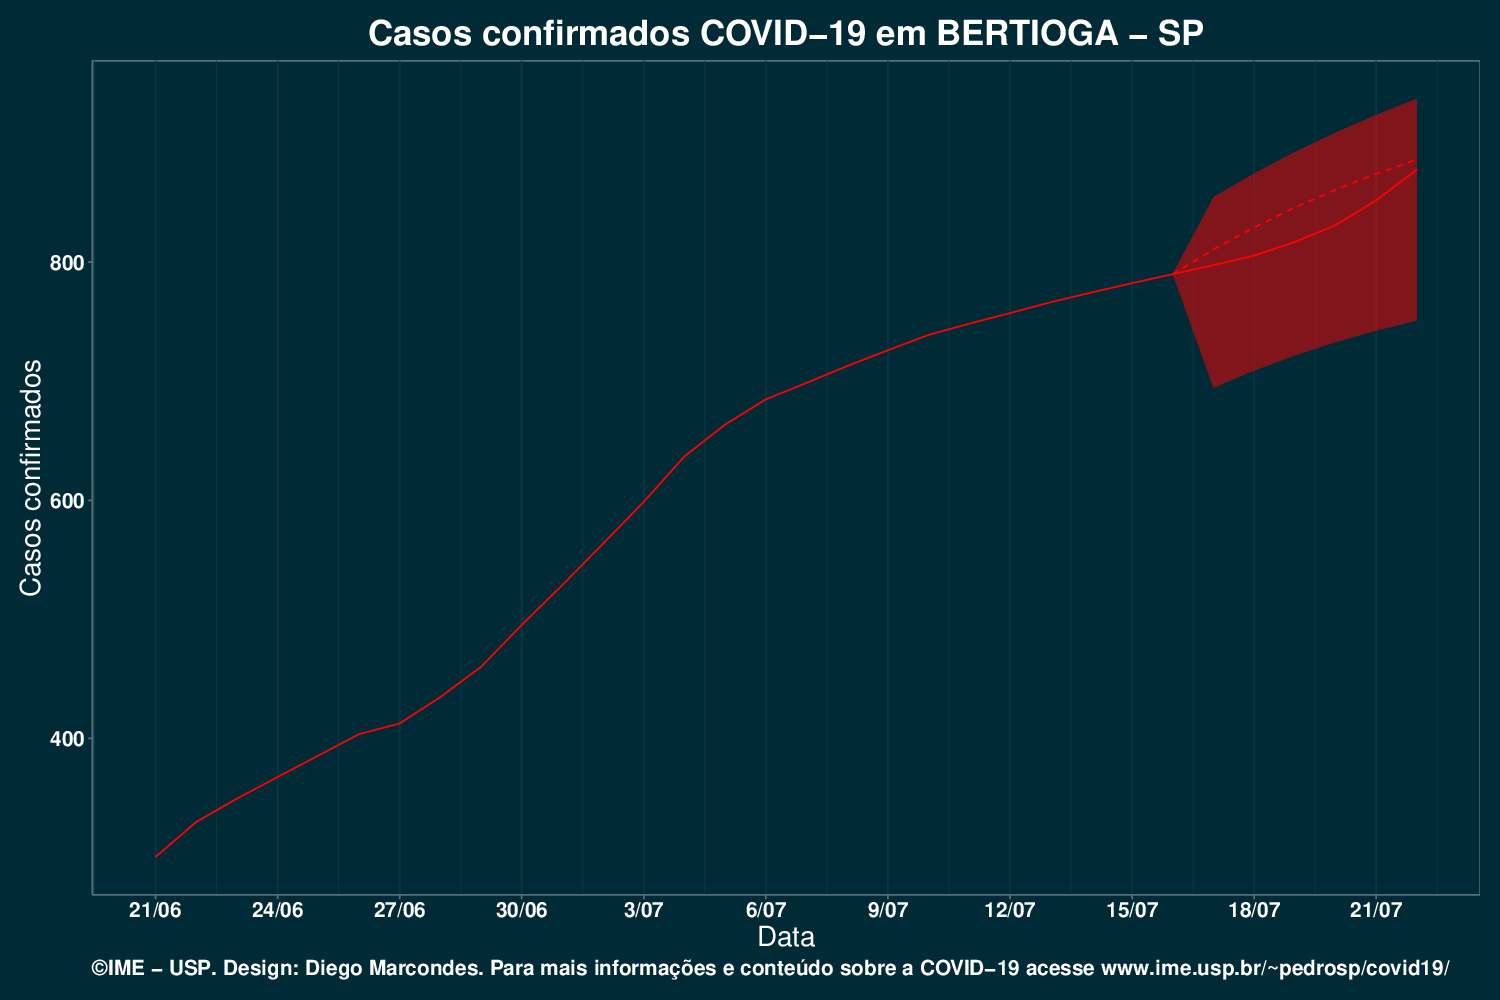 Casos confirmados COVID−19 em BERTIOGA − SP
Casos confirmados
800
600
400
21/06 24/06 27/06 30/06 3/07 6/07 9/07 12/07 15/07 18/07 21/07
Data
©IME − USP. Design: Diego Marcondes. Para mais informações e conteúdo sobre a COVID−19 acesse www.ime.usp.br/~pedrosp/covid19/